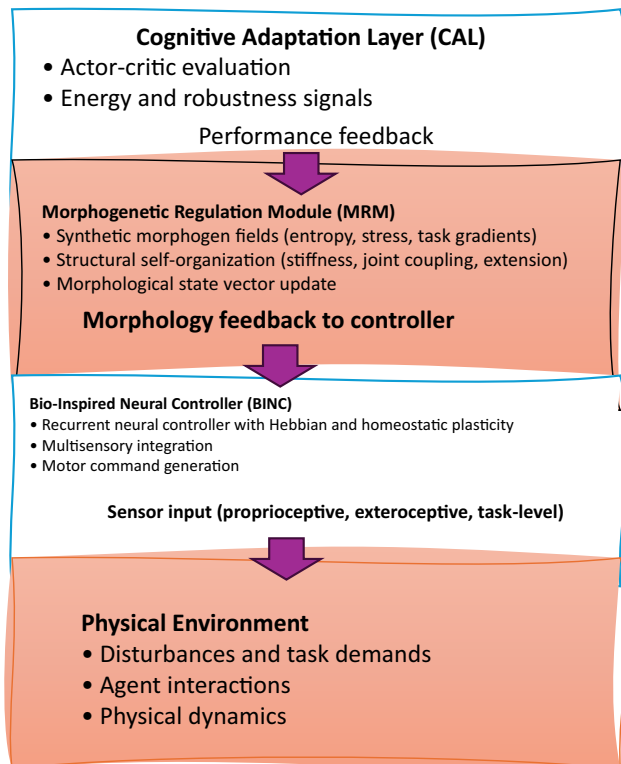 Cognitive Adaptation Layer (CAL)
• Actor-critic evaluation
• Energy and robustness signals
Performance feedback
Morphogenetic Regulation Module (MRM)
• Synthetic morphogen fields (entropy, stress, task gradients)
• Structural self-organization (stiffness, joint coupling, extension)
• Morphological state vector update
Morphology feedback to controller
Bio-Inspired Neural Controller (BINC)
• Recurrent neural controller with Hebbian and homeostatic plasticity
• Multisensory integration
• Motor command generation
Sensor input (proprioceptive, exteroceptive, task-level)
Physical Environment
• Disturbances and task demands
• Agent interactions
• Physical dynamics